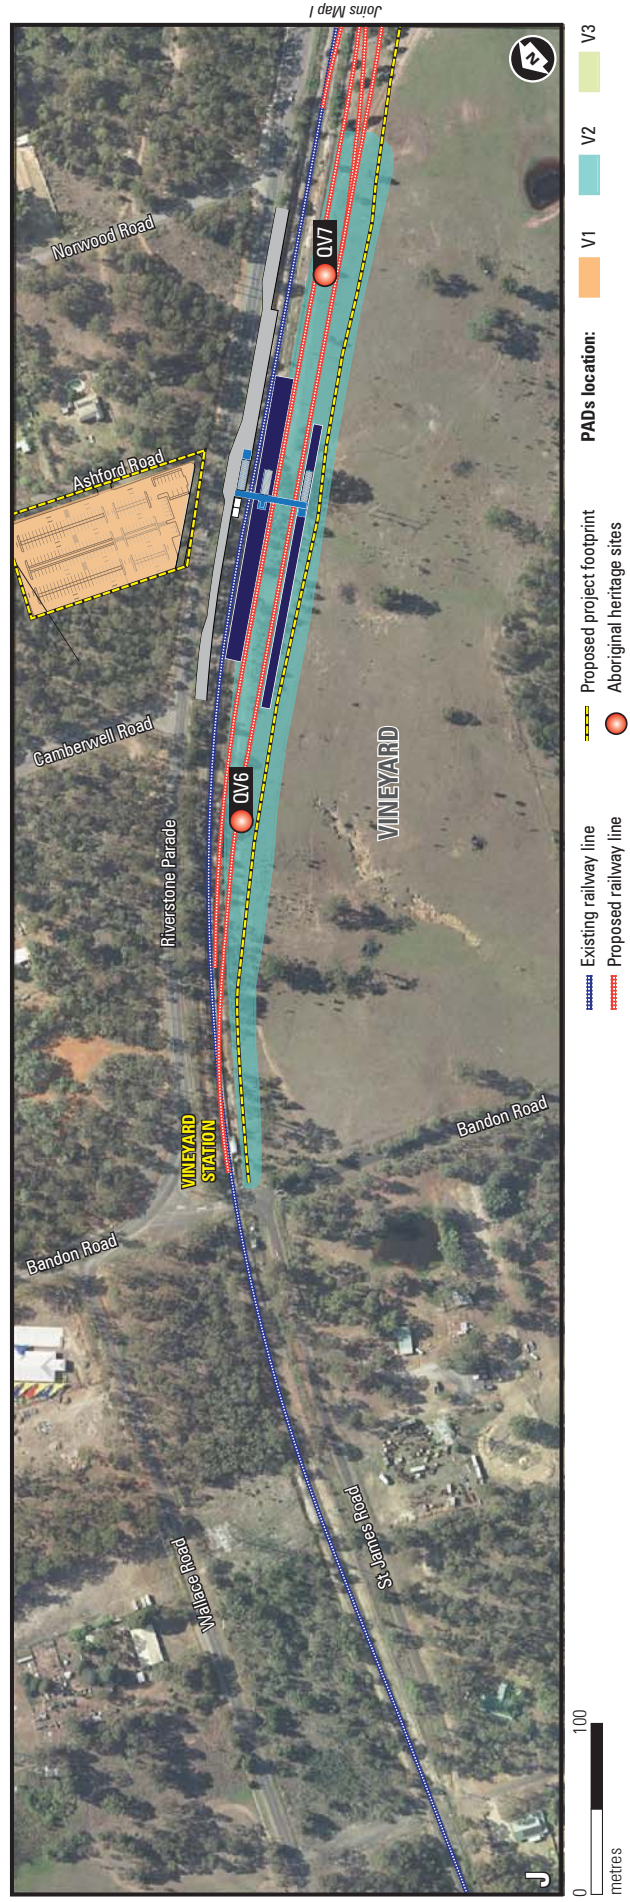 Joins Map I
N
Norwood Road
QV7
Ashford Road
Camberwell Road
QV6
Riverstone Parade
VINEYARD
VINEYARD
STATION
Bandon Road
Bandon Road
Wallace Road
St James Road
J
0 100
metres
Existing railway line
Proposed railway line
Proposed project footprint
Aboriginal heritage sites
PADs location:
V1
V2
V3